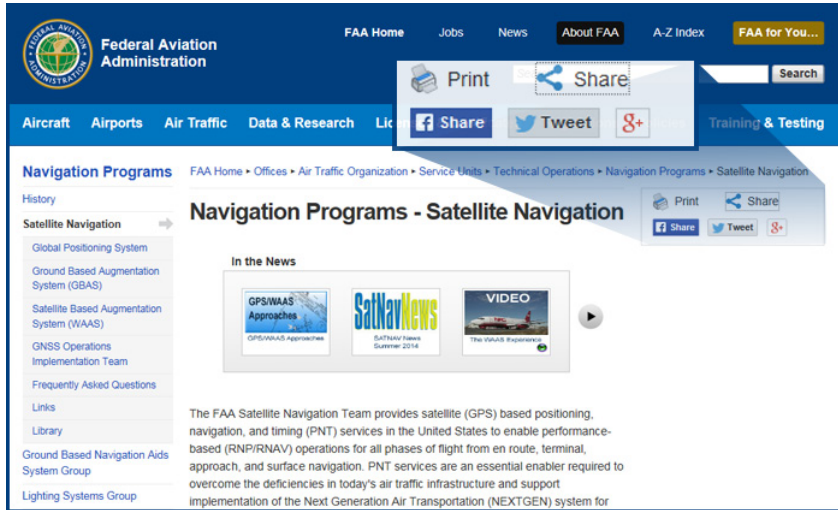 Federal Aviation
Administration
FAA Home Jobs News About FAA A-Z Index FAA for You...
Search
Print Share
Share Tweet g+
Aircraft Airports Air Traffic Data & Research Training & Testing
Navigation Programs
History
Satellite Navigation
Global Positioning System
Ground Based Augmentation
System (GBAS)
Satellite Based Augmentation
System (WAAS)
GNSS Operations
Implementation Team
Frequently Asked Questions
Links
Library
Ground Based Navigation Aids
System Group
Lighting Systems Group
FAA Home ▸ Offices ▸ Air Traffic Organization ▸ Service Units ▸ Technical Operations ▸ Navigation Programs ▸ Satellite Navigation
Navigation Programs - Satellite Navigation
Print Share
Share Tweet g+
In the News
GPS/WAAS
Approaches
GPS/WAAS Approaches
SatNavNews
SATNAV News
Summer 2014
VIDEO
The WAAS Experience
The FAA Satellite Navigation Team provides satellite (GPS) based positioning,
navigation, and timing (PNT) services in the United States to enable performance-
based (RNP/RNAV) operations for all phases of flight from en route, terminal,
approach, and surface navigation. PNT services are an essential enabler required to
overcome the deficiencies in today's air traffic infrastructure and support
implementation of the Next Generation Air Transportation (NEXTGEN) system for